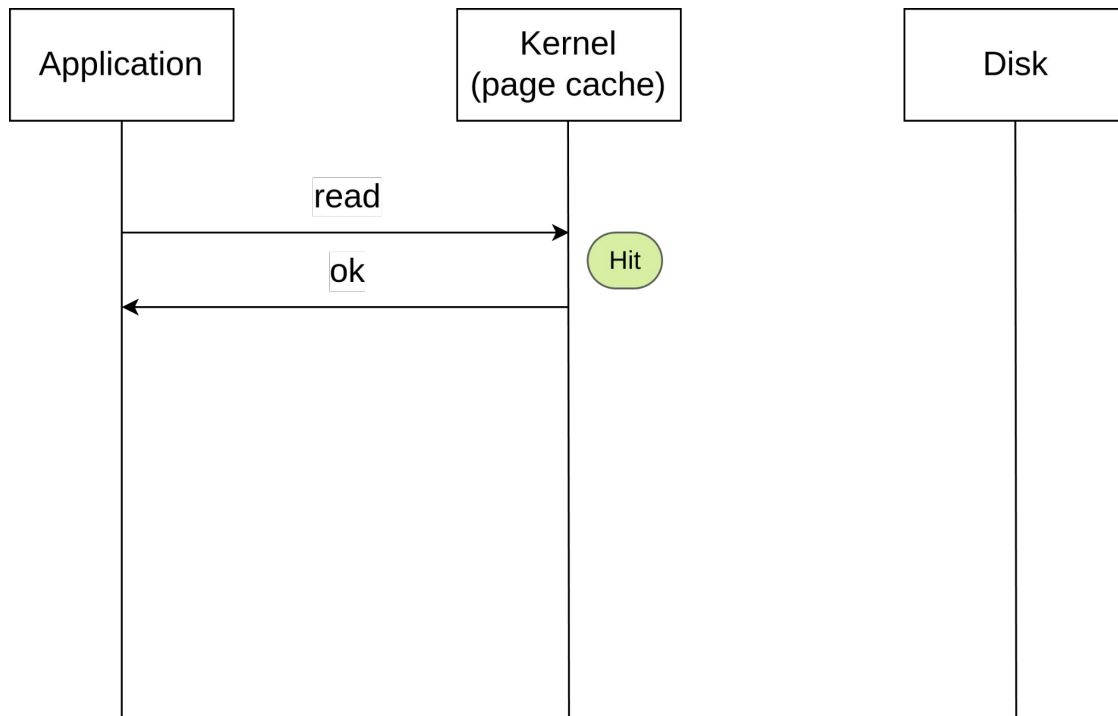 Application
Kernel
(page cache)
Disk
read
Hit
ok